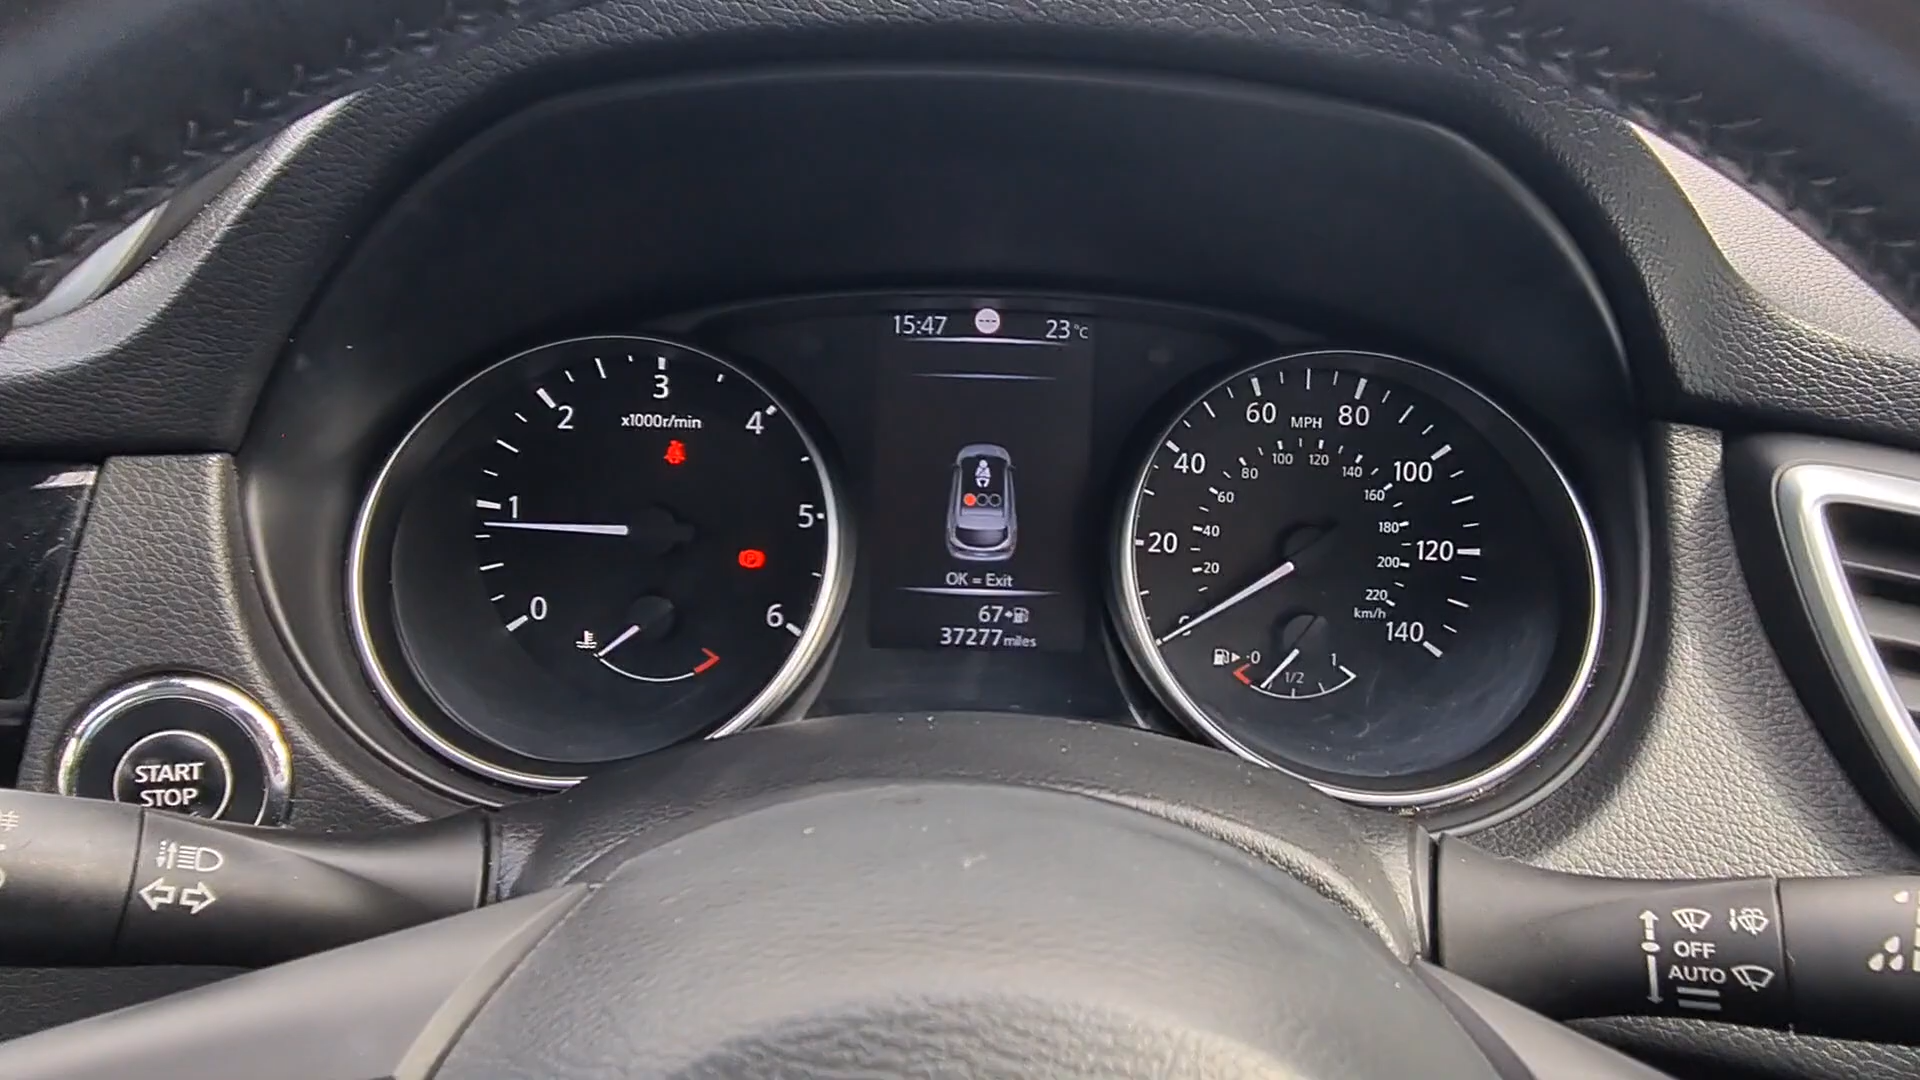 15:47 23°C
3
2
4
x1000r/min
1
5
0
6
OK = Exit
67
37277 miles
60 MPH 80
40
100
20
120
140
100 120
80 140
60 160
40 180
20 200
220
km/h
0 1
1/2
START
STOP
OFF
AUTO